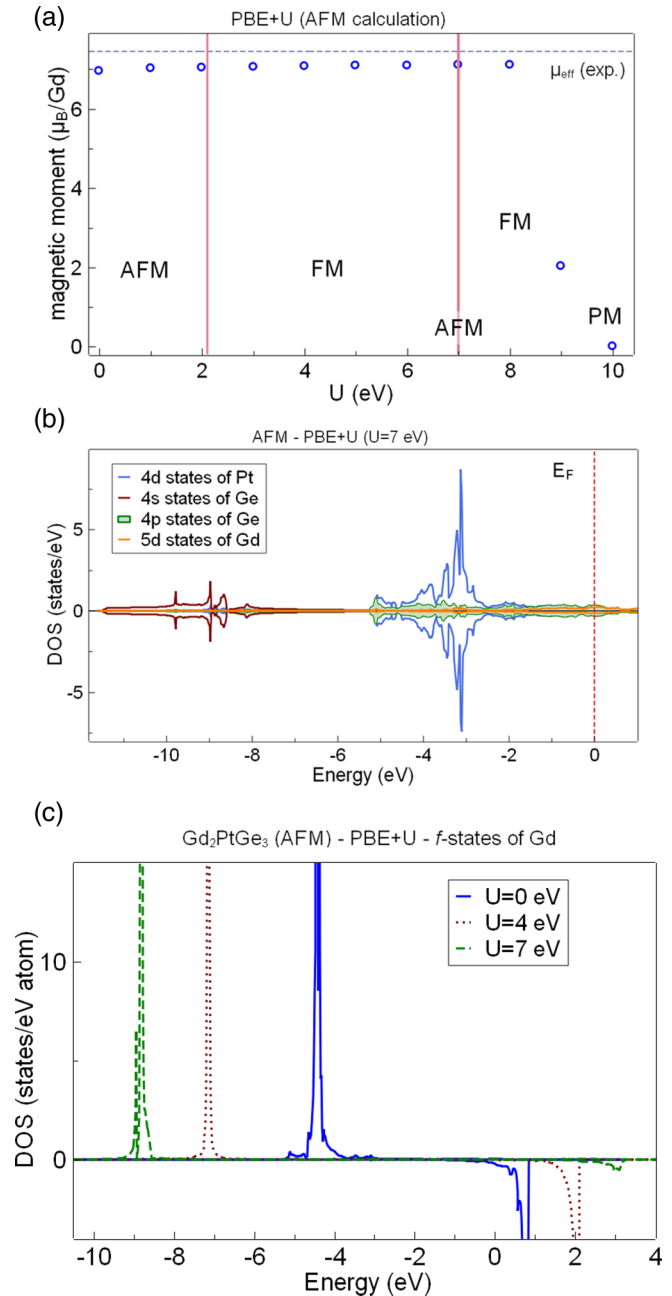 (a)
PBE+U (AFM calculation)
magnetic moment (μB/Gd)
6
4
2
0
μeff (exp.)
AFM
FM
AFM
FM
PM
0
2
4
6
8
10
U (eV)
(b)
AFM - PBE+U (U=7 eV)
4d states of Pt
4s states of Ge
4p states of Ge
5d states of Gd
EF
DOS (states/eV)
5
0
-5
-10
-8
-6
-4
-2
0
Energy (eV)
(c)
Gd₂PtGe₃ (AFM) - PBE+U - f-states of Gd
U=0 eV
U=4 eV
U=7 eV
DOS (states/eV atom)
10
0
-10
-8
-6
-4
-2
0
2
4
Energy (eV)